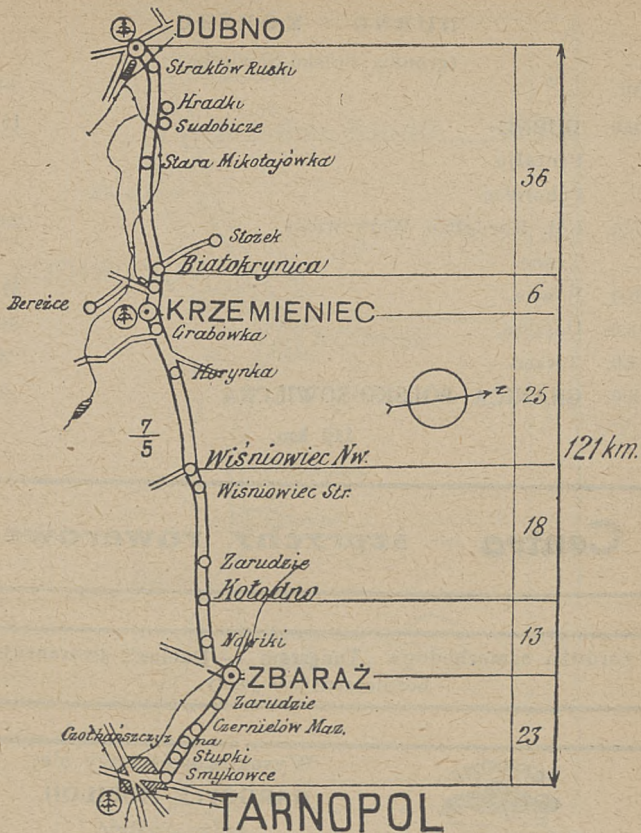 DUBNO
Straktów Ruski
Hradki
Sudobicze
Stara Mikołajówka
36
Stożek
Białokrynica
Bereżce
6
KRZEMIENIEC
Grabówka
Horynka
z
25
7
5
121 km.
Wiśniowiec Nw.
Wiśniowiec Str.
18
Zarudzie
Kołodno
13
Nowiki
ZBARAŻ
Zarudzie
Czernielów Maz.
Czołhańszczyz
na
23
Stupki
Smykowce
TARNOPOL